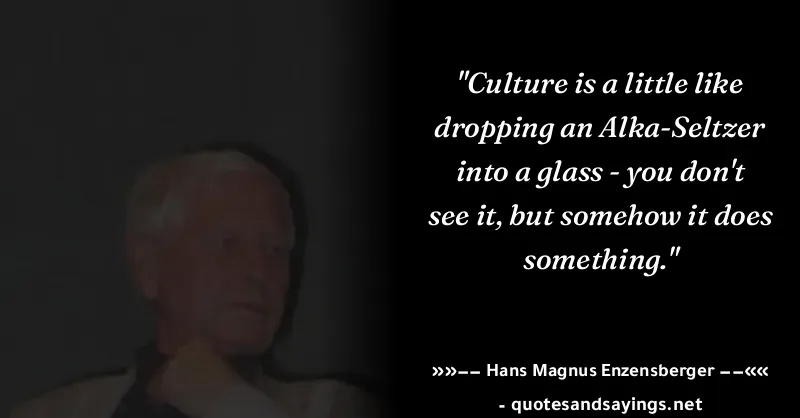 "Culture is a little like
dropping an Alka-Seltzer
into a glass - you don't
see it, but somehow it does
something."
»»–– Hans Magnus Enzensberger ––««
- quotesandsayings.net